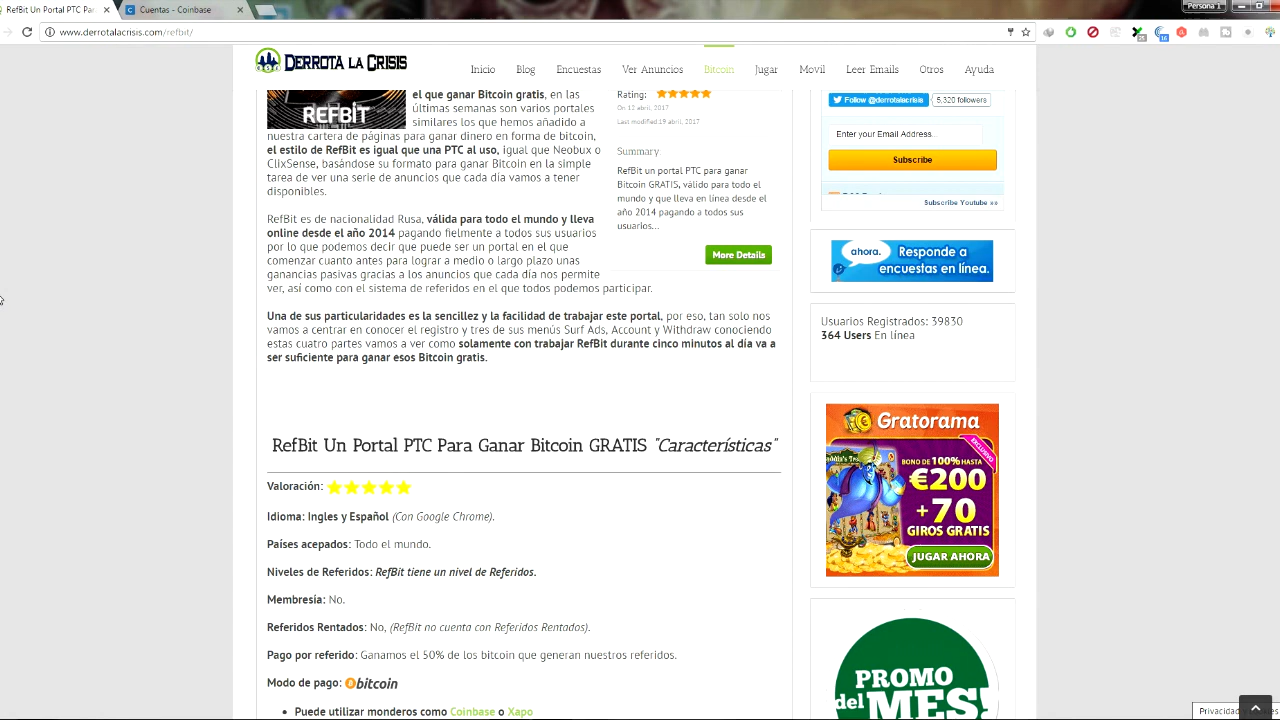 RefBit Un Portal PTC Par
Cuentas - Coinbase
Persona 1
www.derrotalacrisis.com/refbit/
DERROTA LA CRISIS
Inicio
Blog
Encuestas
Ver Anuncios
Bitcoin
Jugar
Movil
Leer Emails
Otros
Ayuda
REFBIT
el que ganar Bitcoin gratis, en las
últimas semanas son varios portales
similares los que hemos añadido a
nuestra cartera de páginas para ganar dinero en forma de bitcoin,
el estilo de RefBit es igual que una PTC al uso, igual que Neobux o
ClixSense, basándose su formato para ganar Bitcoin en la simple
tarea de ver una serie de anuncios que cada día vamos a tener
disponibles.
RefBit es de nacionalidad Rusa, válida para todo el mundo y lleva
online desde el año 2014 pagando fielmente a todos sus usuarios
por lo que podemos decir que puede ser un portal en el que
comenzar cuanto antes para lograr a medio o largo plazo unas
ganancias pasivas gracias a los anuncios que cada día nos permite
ver, así como con el sistema de referidos en el que todos podemos participar.
Una de sus particularidades es la sencillez y la facilidad de trabajar este portal, por eso, tan solo nos
vamos a centrar en conocer el registro y tres de sus menús Surf Ads, Account y Withdraw conociendo
estas cuatro partes vamos a ver como solamente con trabajar RefBit durante cinco minutos al día va a
ser suficiente para ganar esos Bitcoin gratis.
Rating:
On 12 abril, 2017
Last modified:19 abril, 2017
Summary:
RefBit un portal PTC para ganar
Bitcoin GRATIS, válido para todo el
mundo y que lleva en línea desde el
año 2014 pagando a todos sus
usuarios...
More Details
RefBit Un Portal PTC Para Ganar Bitcoin GRATIS "Características"
Valoración:
Idioma: Ingles y Español (Con Google Chrome).
Países acepados: Todo el mundo.
Niveles de Referidos: RefBit tiene un nivel de Referidos.
Membresía: No.
Referidos Rentados: No, (RefBit no cuenta con Referidos Rentados).
Pago por referido: Ganamos el 50% de los bitcoin que generan nuestros referidos.
Modo de pago: bitcoin
• Puede utilizar monderos como Coinbase o Xapo
Follow @derrotalacrisis
5,320 followers
Enter your Email Address...
Subscribe
Subscribe Youtube »»
ahora. Responde a
encuestas en línea.
Usuarios Registrados: 39830
364 Users En línea
Gratorama
EXCLUSIVO
BONO DE 100% HASTA
€200
+70
GIROS GRATIS
JUGAR AHORA
PROMO
del MES!